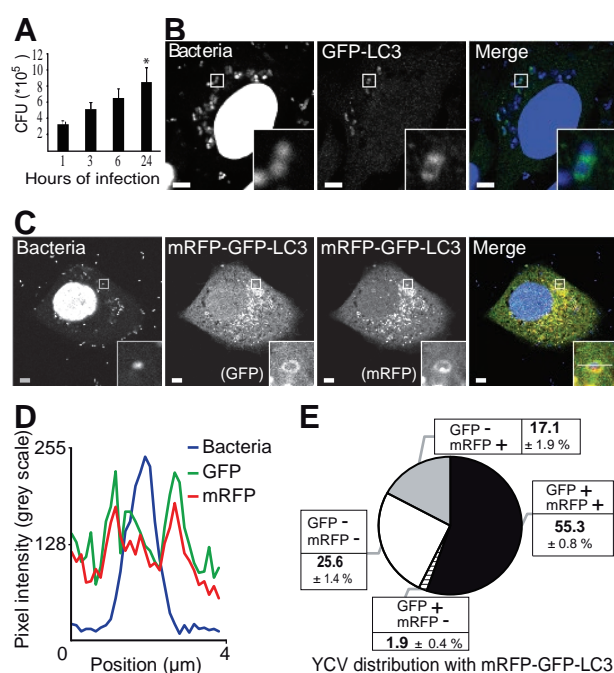 A
CFU (*10⁵)
12
10
8
6
4
2
*
1 3 6 24
Hours of infection
B
Bacteria
GFP-LC3
Merge
C
Bacteria
mRFP-GFP-LC3
(GFP)
mRFP-GFP-LC3
(mRFP)
Merge
D
Pixel intensity (grey scale)
255
128
0
4
Position (µm)
Bacteria
GFP
mRFP
E
GFP -
mRFP +
17.1
± 1.9 %
GFP +
mRFP +
55.3
± 0.8 %
GFP -
mRFP -
25.6
± 1.4 %
GFP +
mRFP -
1.9 ± 0.4 %
YCV distribution with mRFP-GFP-LC3